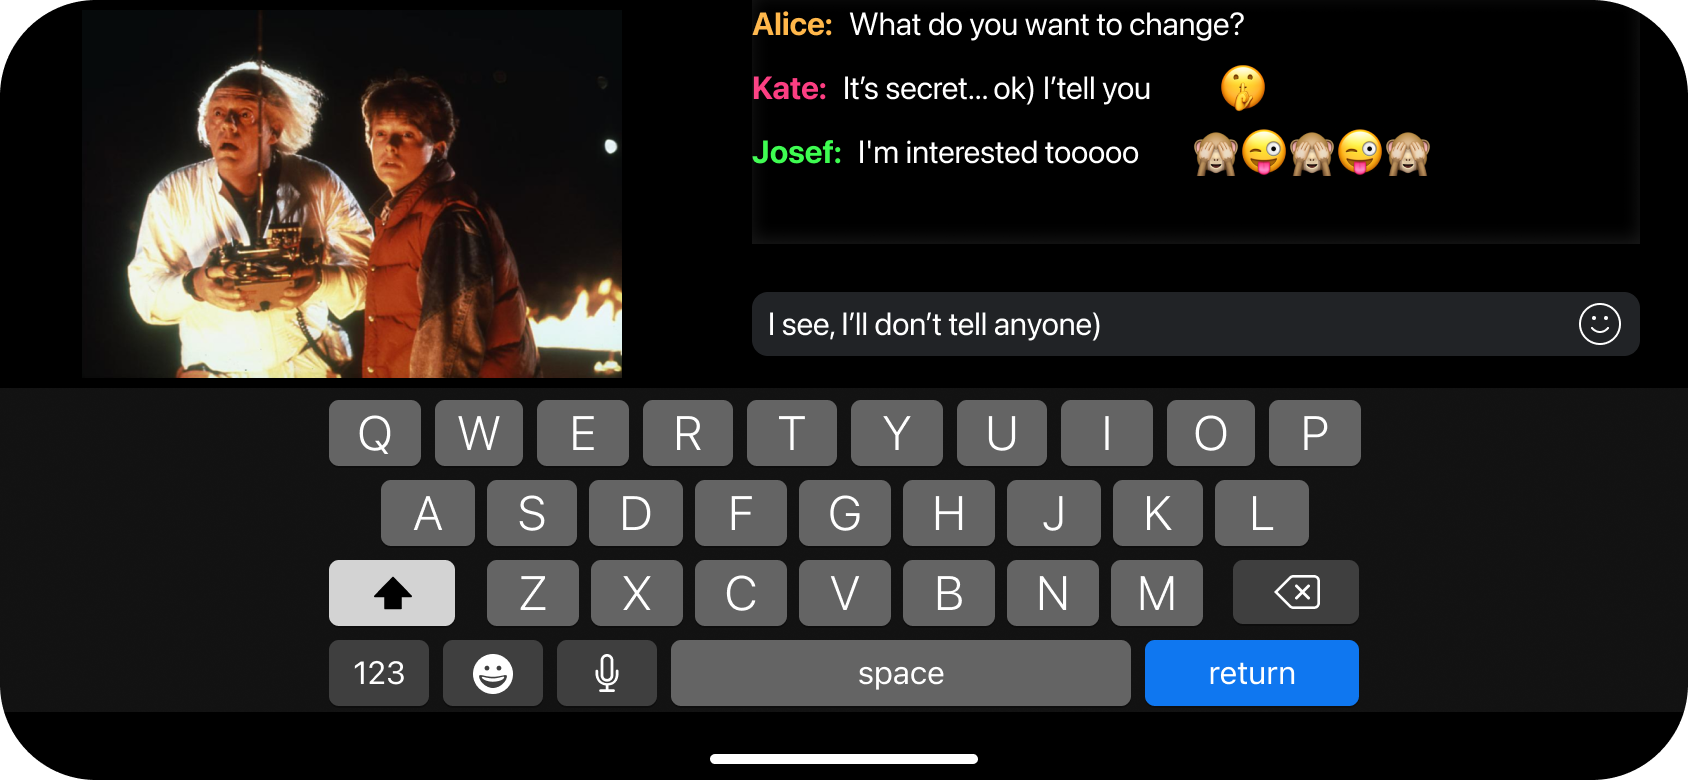 Alice: What do you want to change?
Kate: It’s secret... ok) I’tell you 🤫
Josef: I'm interested tooooo 🙈😜🙈😜🙈
I see, I’ll don’t tell anyone)
Q W E R T Y U I O P
A S D F G H J K L
Z X C V B N M
123 space return